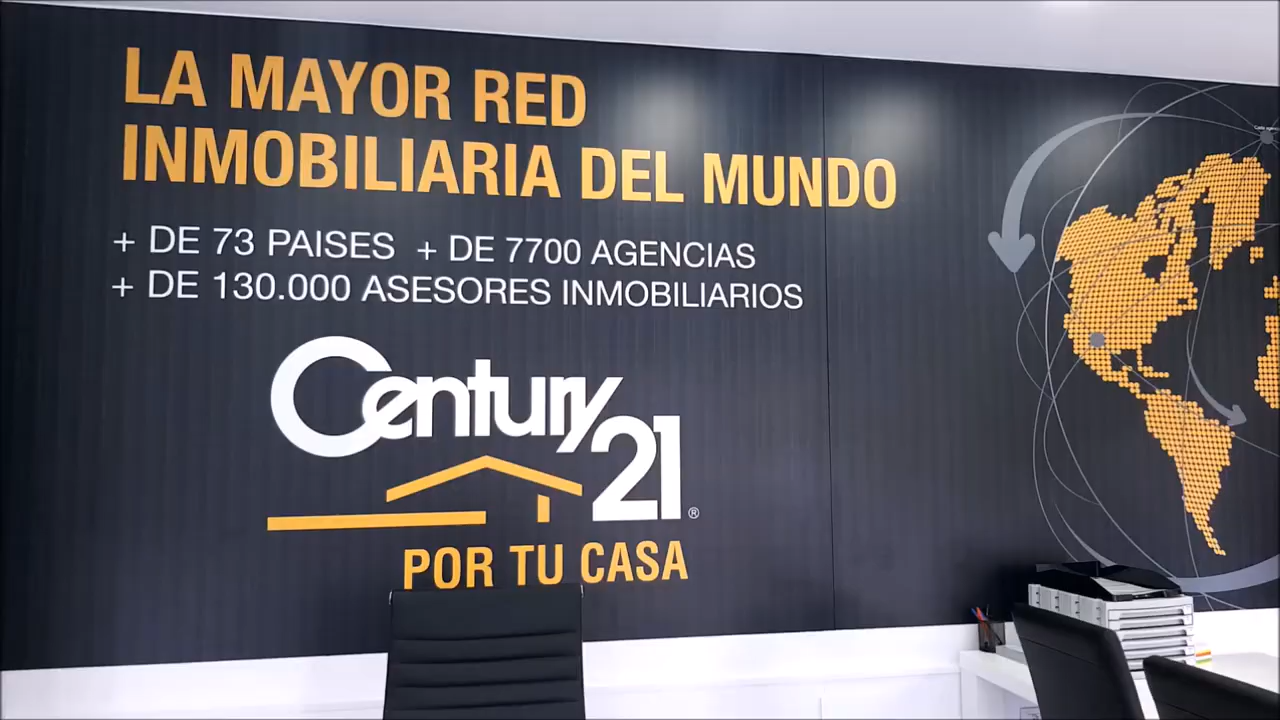 LA MAYOR RED
INMOBILIARIA DEL MUNDO
+ DE 73 PAISES + DE 7700 AGENCIAS
+ DE 130.000 ASESORES INMOBILIARIOS
Century
21®
POR TU CASA